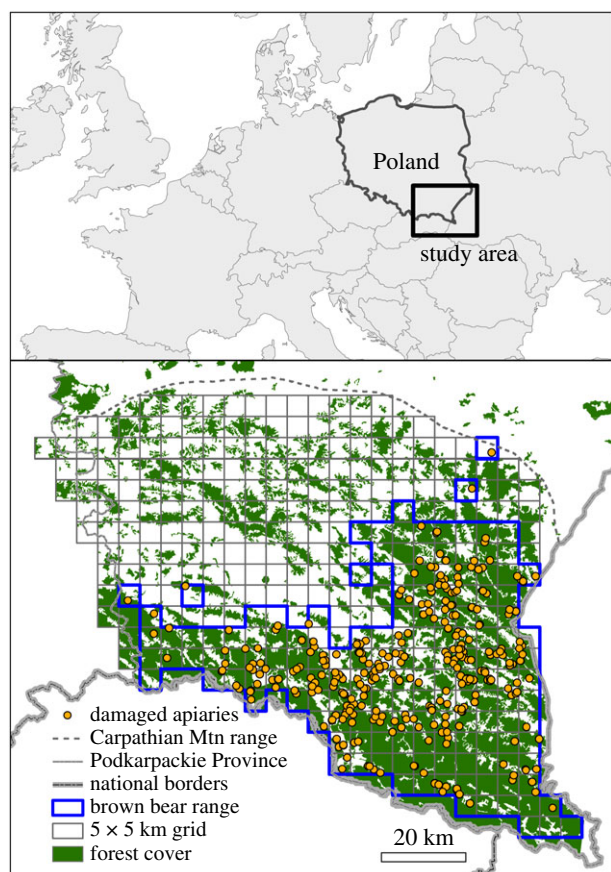 Poland
study area
damaged apiaries
Carpathian Mtn range
Podkarpackie Province
national borders
brown bear range
5 × 5 km grid
forest cover
20 km